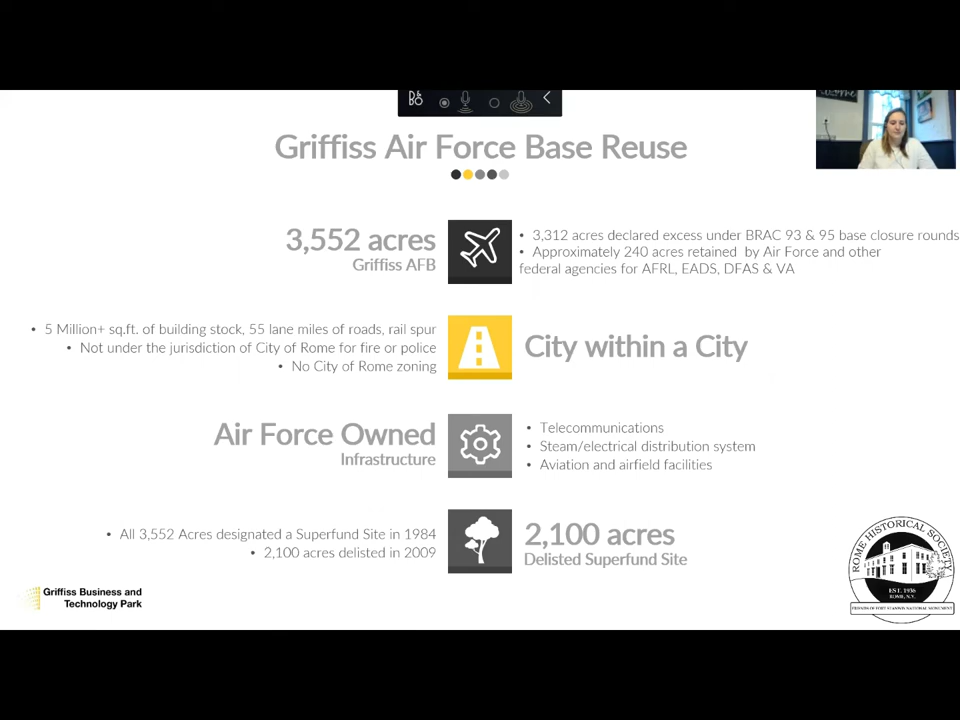 Griffiss Air Force Base Reuse
3,552 acres
Griffiss AFB
• 3,312 acres declared excess under BRAC 93 & 95 base closure rounds
• Approximately 240 acres retained by Air Force and other
federal agencies for AFRL, EADS, DFAS & VA
• 5 Million+ sq.ft. of building stock, 55 lane miles of roads, rail spur
• Not under the jurisdiction of City of Rome for fire or police
• No City of Rome zoning
City within a City
Air Force Owned
Infrastructure
• Telecommunications
• Steam/electrical distribution system
• Aviation and airfield facilities
• All 3,552 Acres designated a Superfund Site in 1984
• 2,100 acres delisted in 2009
2,100 acres
Delisted Superfund Site
Griffiss Business and
Technology Park
ROME HISTORICAL SOCIETY
EST. 1936
ROME, N.Y.
FRIENDS OF FORT STANWIX NATIONAL MONUMENT